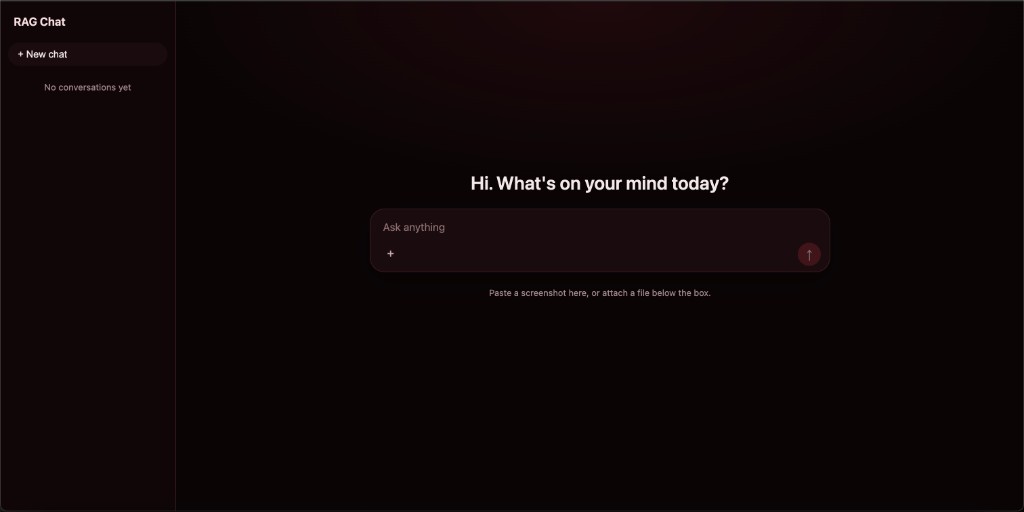 RAG Chat
+ New chat
No conversations yet
Hi. What's on your mind today?
Ask anything
+
↑
Paste a screenshot here, or attach a file below the box.